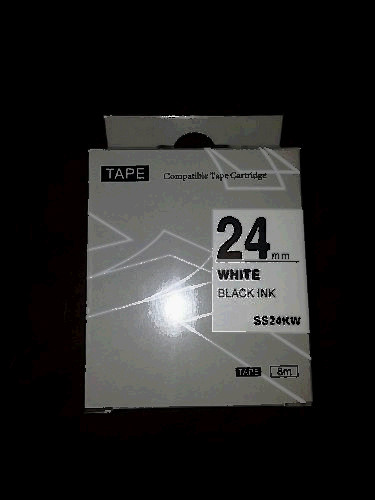 TAPE Compatible Tape Cartridge
24mm
WHITE
BLACK INK
SS24KW
TAPE 8m